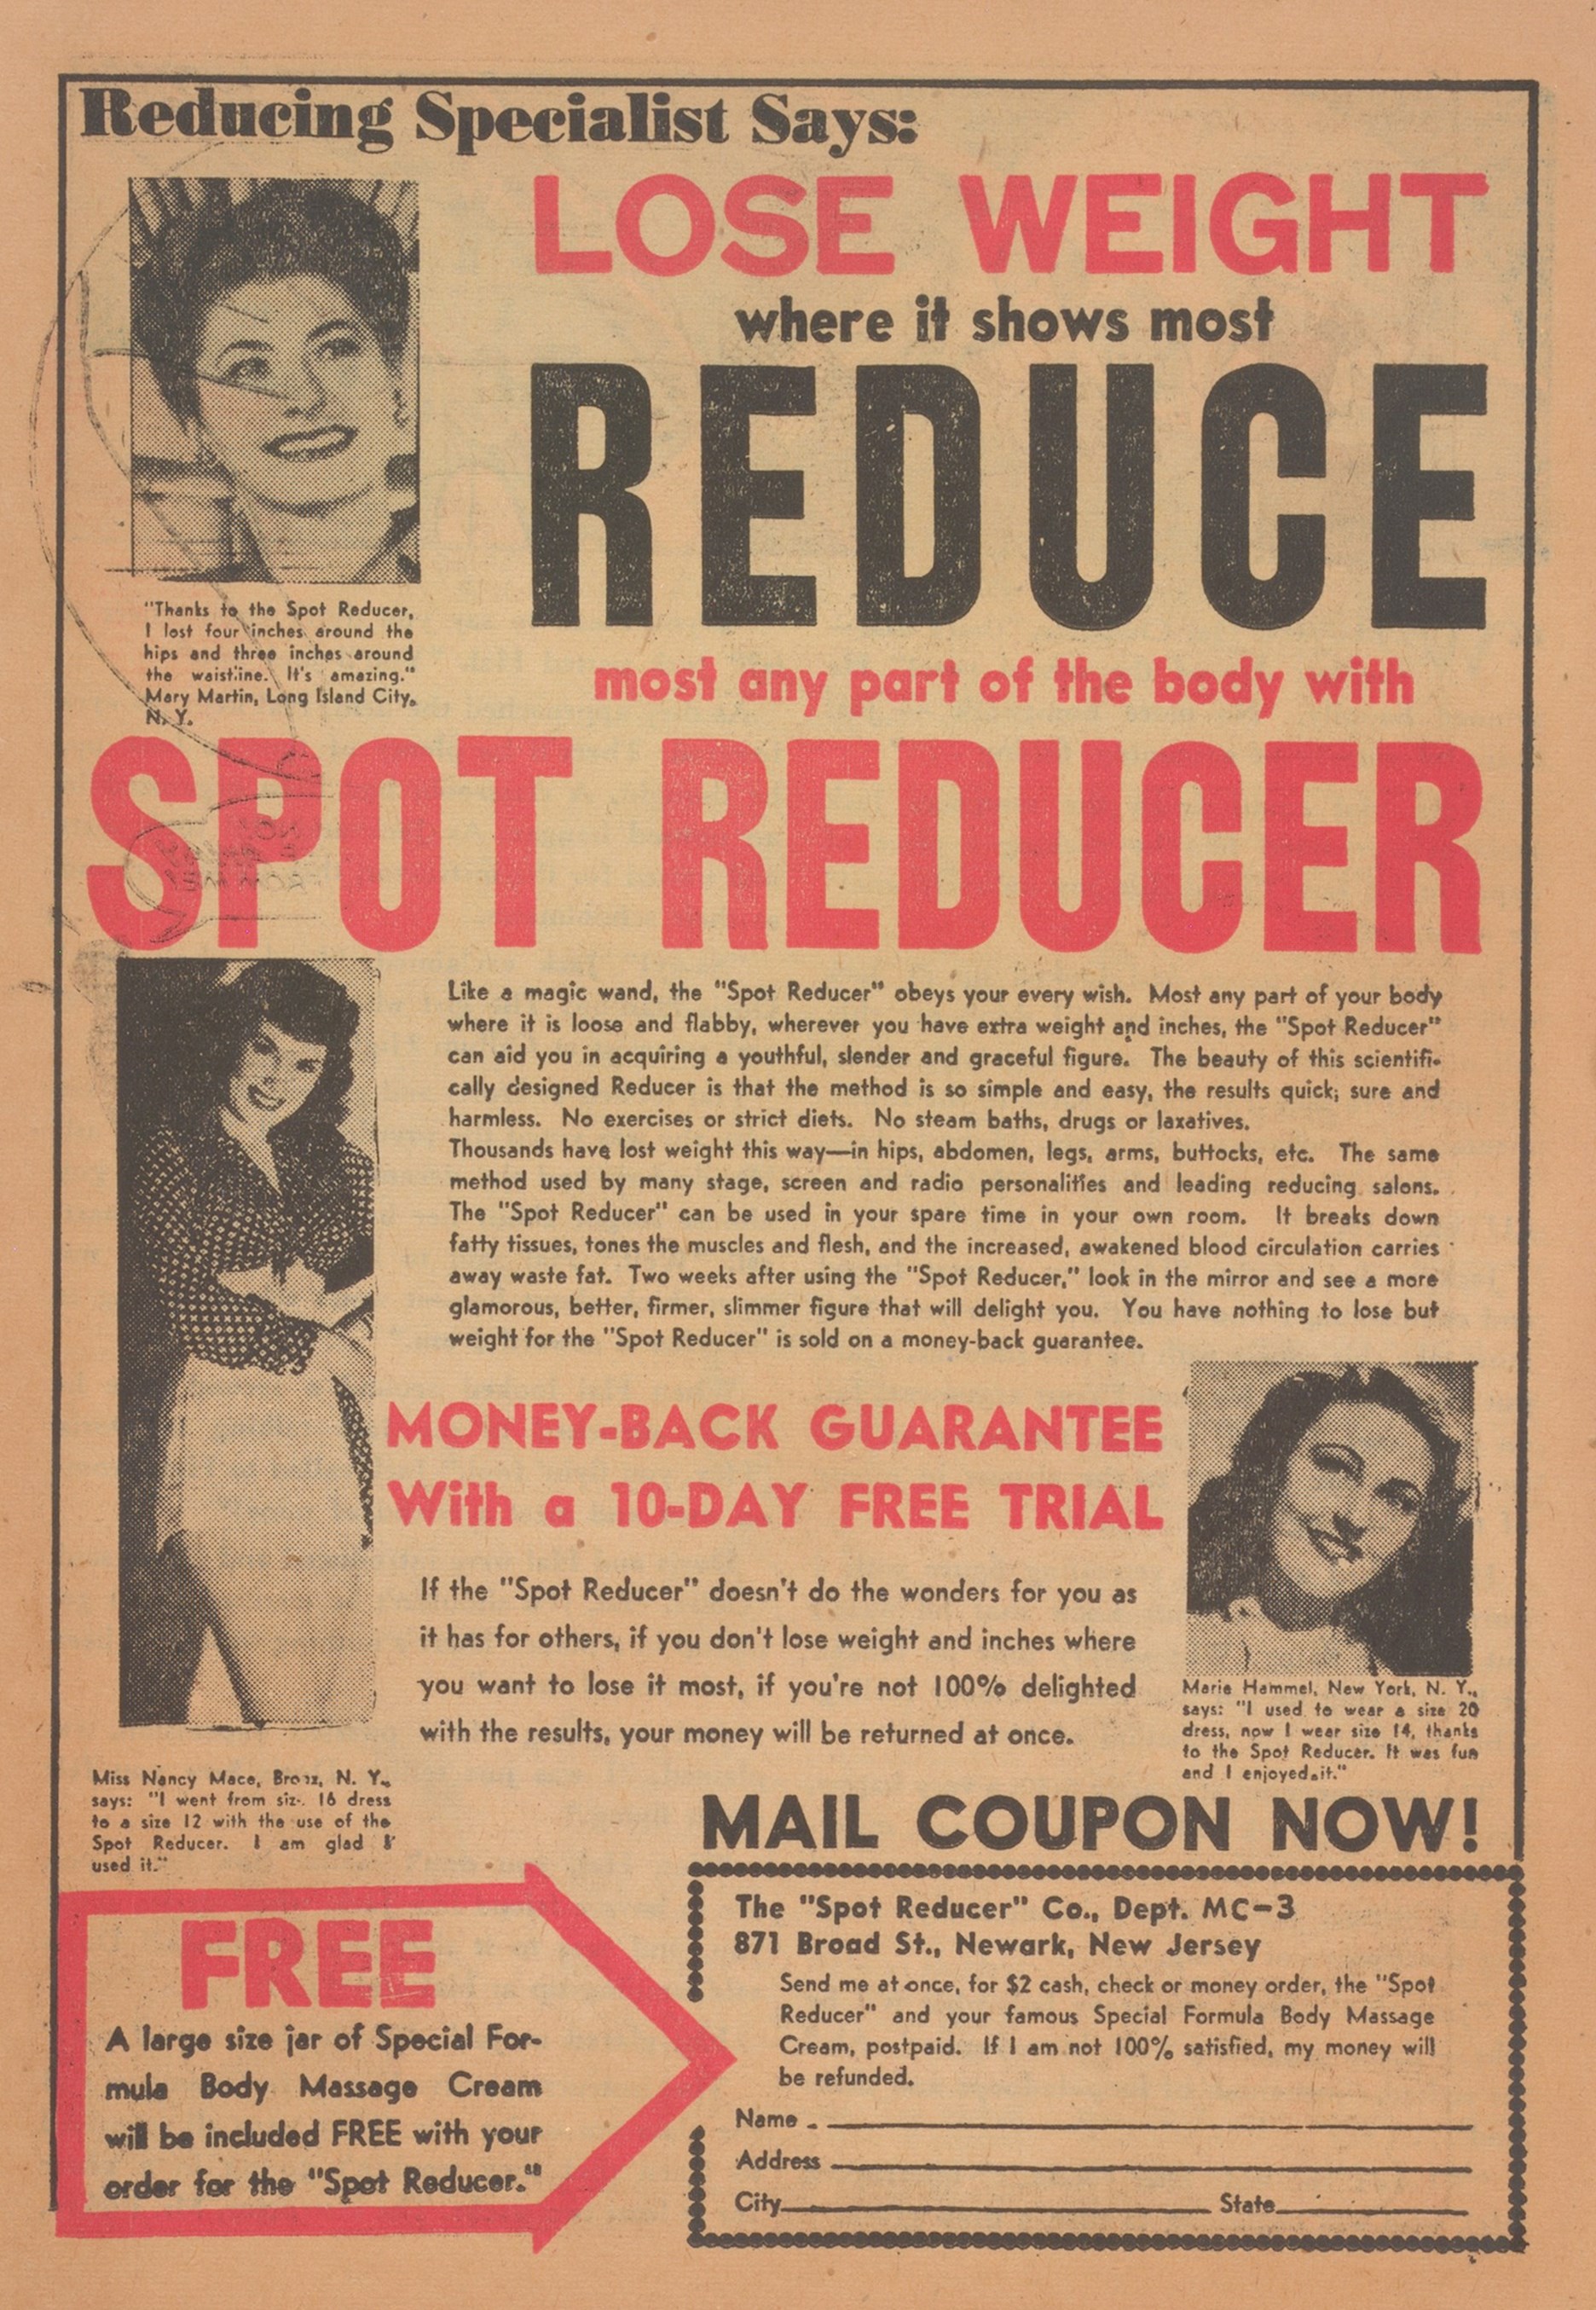 Reducing Specialist Says:
LOSE WEIGHT
where it shows most
REDUCE
most any part of the body with
SPOT REDUCER
"Thanks to the Spot Reducer,
I lost four inches around the
hips and three inches around
the waistline. It's amazing."
Mary Martin, Long Island City,
N. Y.
Like a magic wand, the "Spot Reducer" obeys your every wish. Most any part of your body
where it is loose and flabby, wherever you have extra weight and inches, the "Spot Reducer"
can aid you in acquiring a youthful, slender and graceful figure. The beauty of this scientifi-
cally designed Reducer is that the method is so simple and easy, the results quick; sure and
harmless. No exercises or strict diets. No steam baths, drugs or laxatives.
Thousands have lost weight this way—in hips, abdomen, legs, arms, buttocks, etc. The same
method used by many stage, screen and radio personalities and leading reducing salons.
The "Spot Reducer" can be used in your spare time in your own room. It breaks down
fatty tissues, tones the muscles and flesh, and the increased, awakened blood circulation carries
away waste fat. Two weeks after using the "Spot Reducer," look in the mirror and see a more
glamorous, better, firmer, slimmer figure that will delight you. You have nothing to lose but
weight for the "Spot Reducer" is sold on a money-back guarantee.
MONEY-BACK GUARANTEE
With a 10-DAY FREE TRIAL
If the "Spot Reducer" doesn't do the wonders for you as
it has for others, if you don't lose weight and inches where
you want to lose it most, if you're not 100% delighted
with the results, your money will be returned at once.
Marie Hammel, New York, N. Y.,
says: "I used to wear a size 20
dress, now I wear size 14, thanks
to the Spot Reducer. It was fun
and I enjoyed it."
Miss Nancy Mace, Bronx, N. Y.,
says: "I went from size 16 dress
to a size 12 with the use of the
Spot Reducer. I am glad I
used it."
MAIL COUPON NOW!
FREE
A large size jar of Special For-
mula Body Massage Cream
will be included FREE with your
order for the "Spot Reducer."
The "Spot Reducer" Co., Dept. MC-3
871 Broad St., Newark, New Jersey
Send me at once, for $2 cash, check or money order, the "Spot
Reducer" and your famous Special Formula Body Massage
Cream, postpaid. If I am not 100% satisfied, my money will
be refunded.
Name
Address
City State